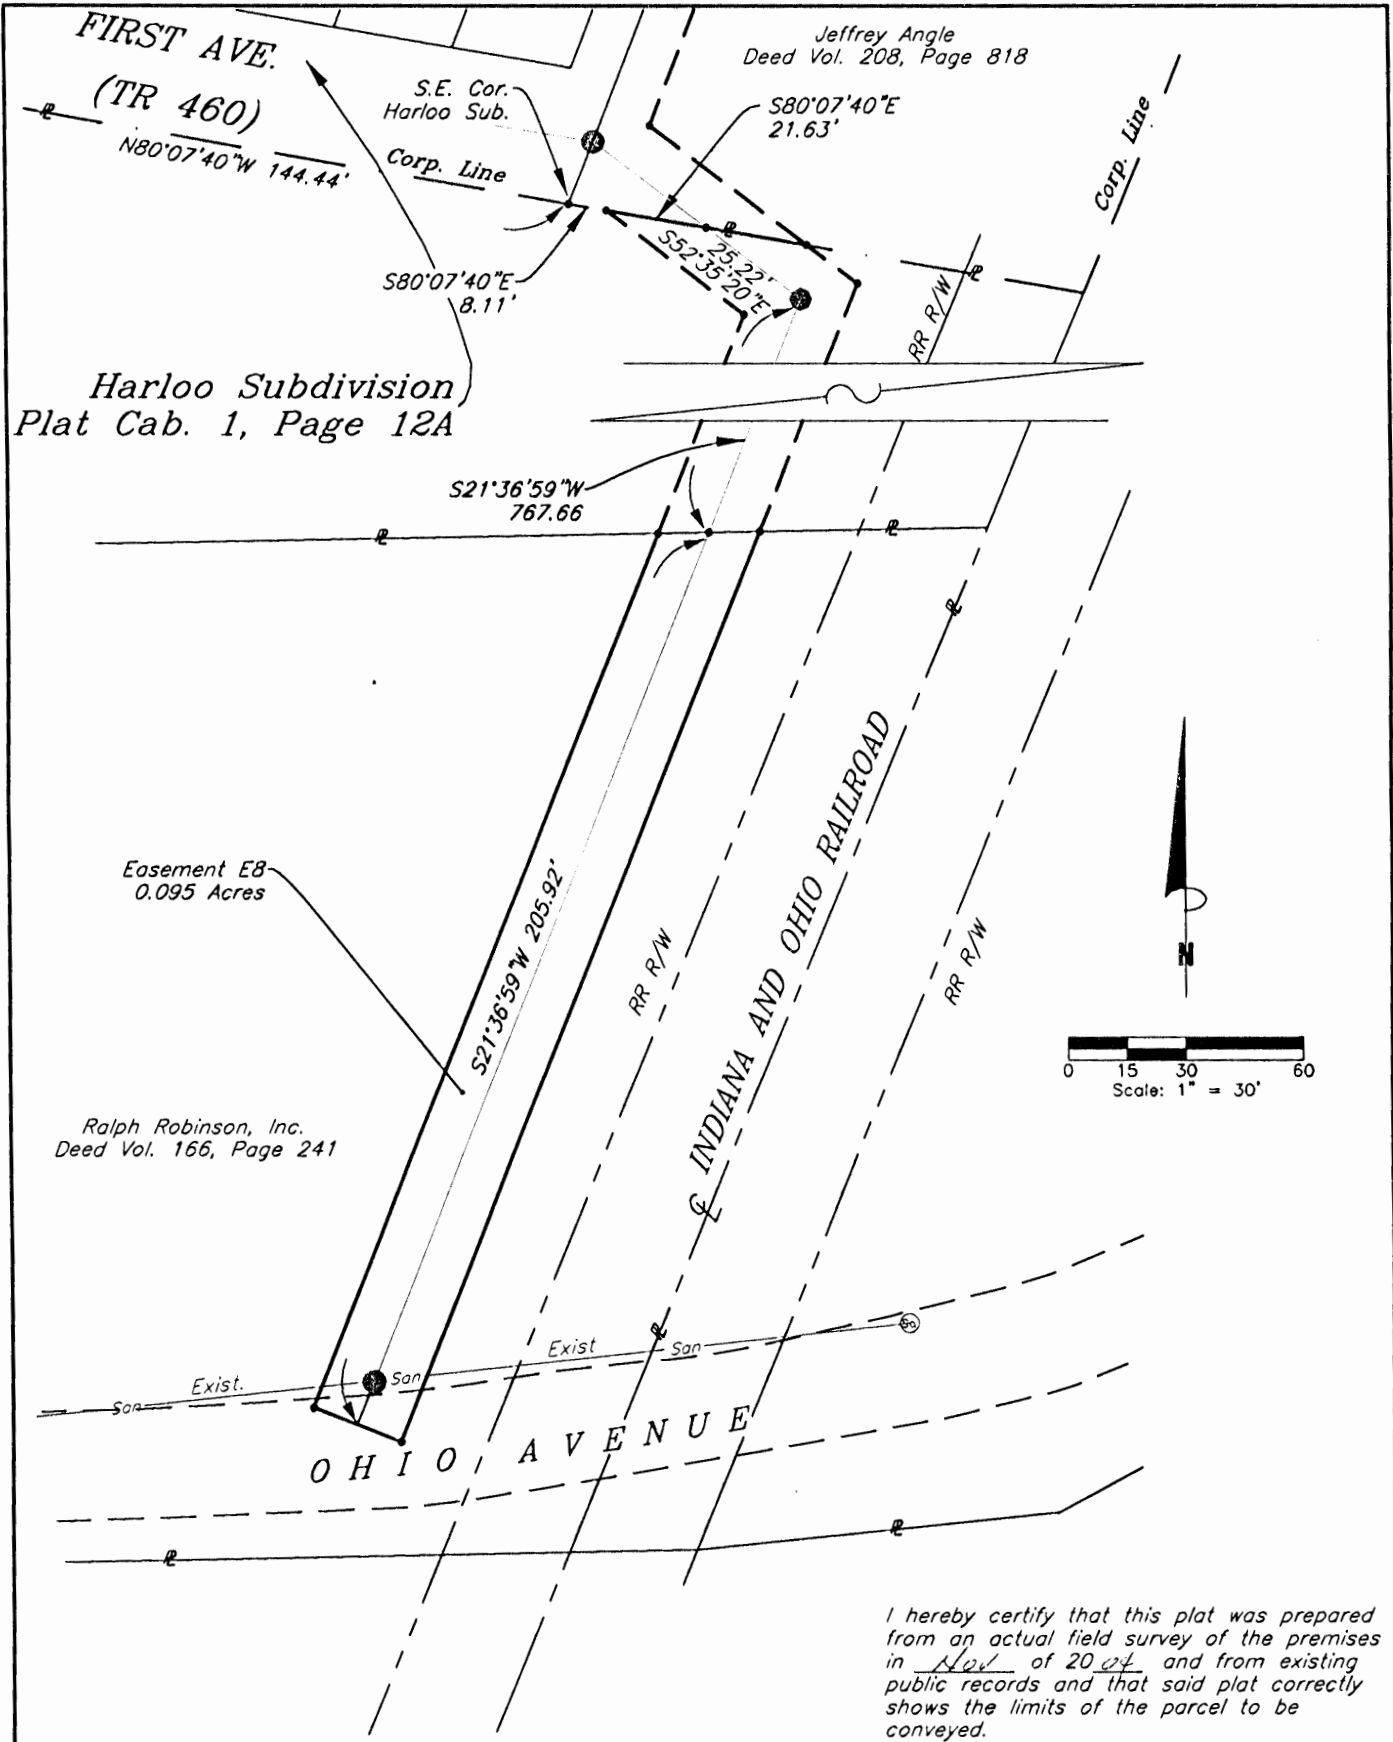 FIRST AVE.
(TR 460)
N80°07'40"W 144.44'
Jeffrey Angle
Deed Vol. 208, Page 818
S.E. Cor.
Harloo Sub.
S80°07'40"E
21.63'
Corp. Line
Corp. Line
25.22'
S52°35'20"E
S80°07'40"E
8.11'
RR R/W
Harloo Subdivision
Plat Cab. 1, Page 12A
S21°36'59"W
767.66
Easement E8
0.095 Acres
S21°36'59"W 205.92'
RR R/W
INDIANA AND OHIO RAILROAD
RR R/W
N
0 15 30 60
Scale: 1" = 30'
Ralph Robinson, Inc.
Deed Vol. 166, Page 241
San Exist. San Exist San Sa
OHIO AVENUE
I hereby certify that this plat was prepared
from an actual field survey of the premises
in Nov of 2004 and from existing
public records and that said plat correctly
shows the limits of the parcel to be
conveyed.